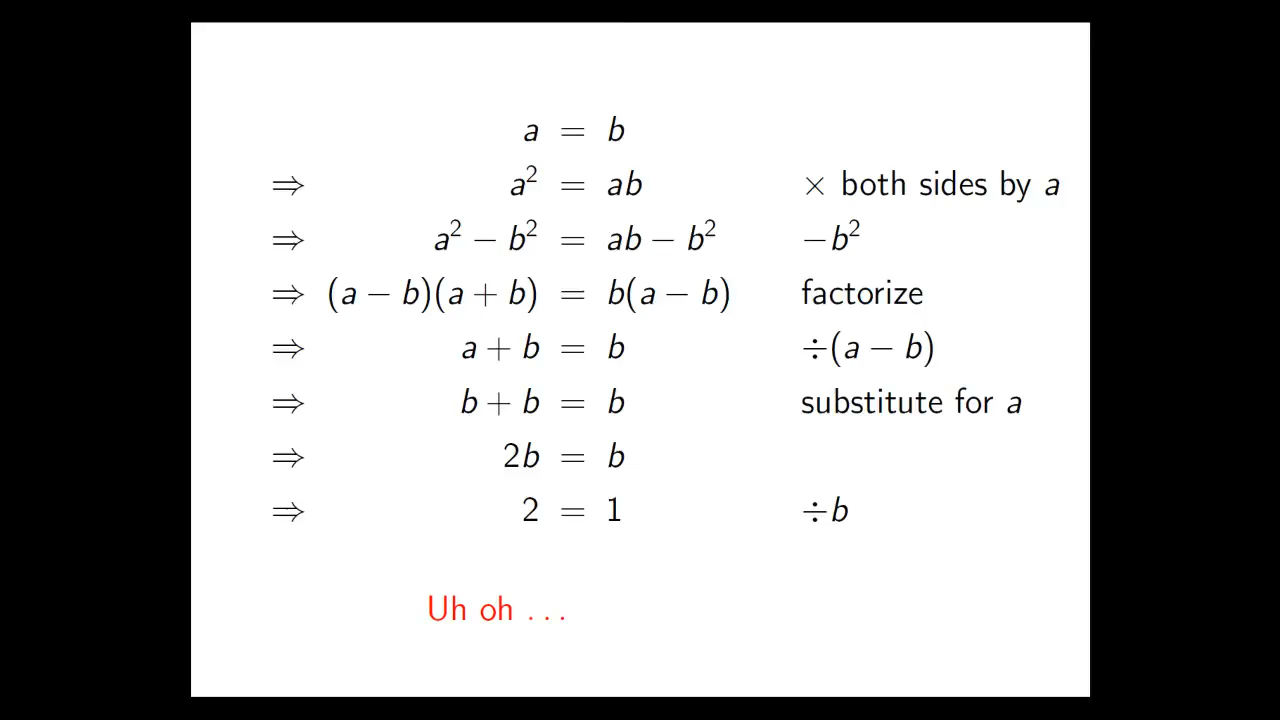 a = b
⇒ a² = ab × both sides by a
⇒ a² − b² = ab − b² −b²
⇒ (a − b)(a + b) = b(a − b) factorize
⇒ a + b = b ÷(a − b)
⇒ b + b = b substitute for a
⇒ 2b = b
⇒ 2 = 1 ÷b
Uh oh . . .